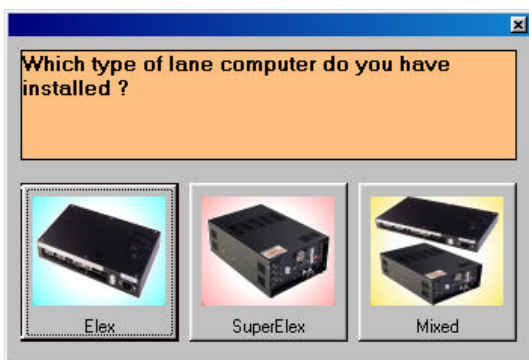 Which type of lane computer do you have
installed ?
Elex
SuperElex
Mixed